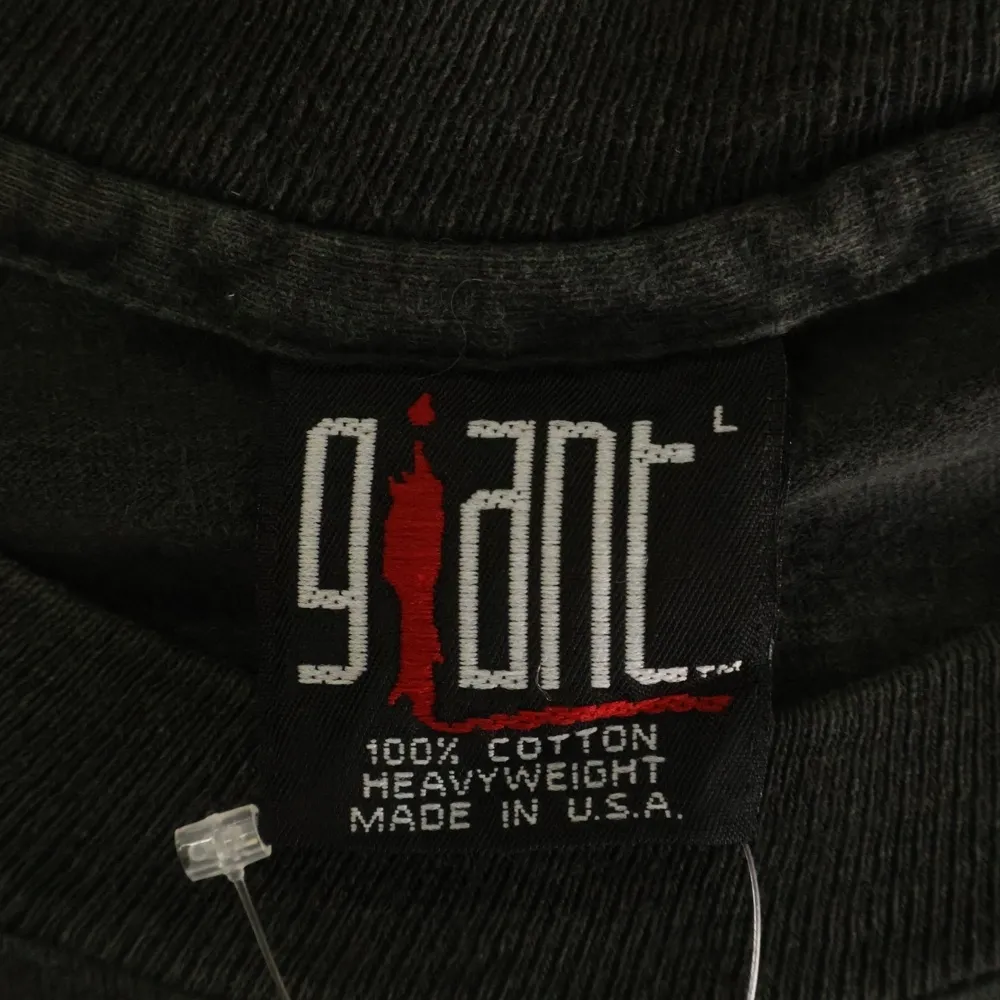 giant L
™
100% COTTON
HEAVYWEIGHT
MADE IN U.S.A.